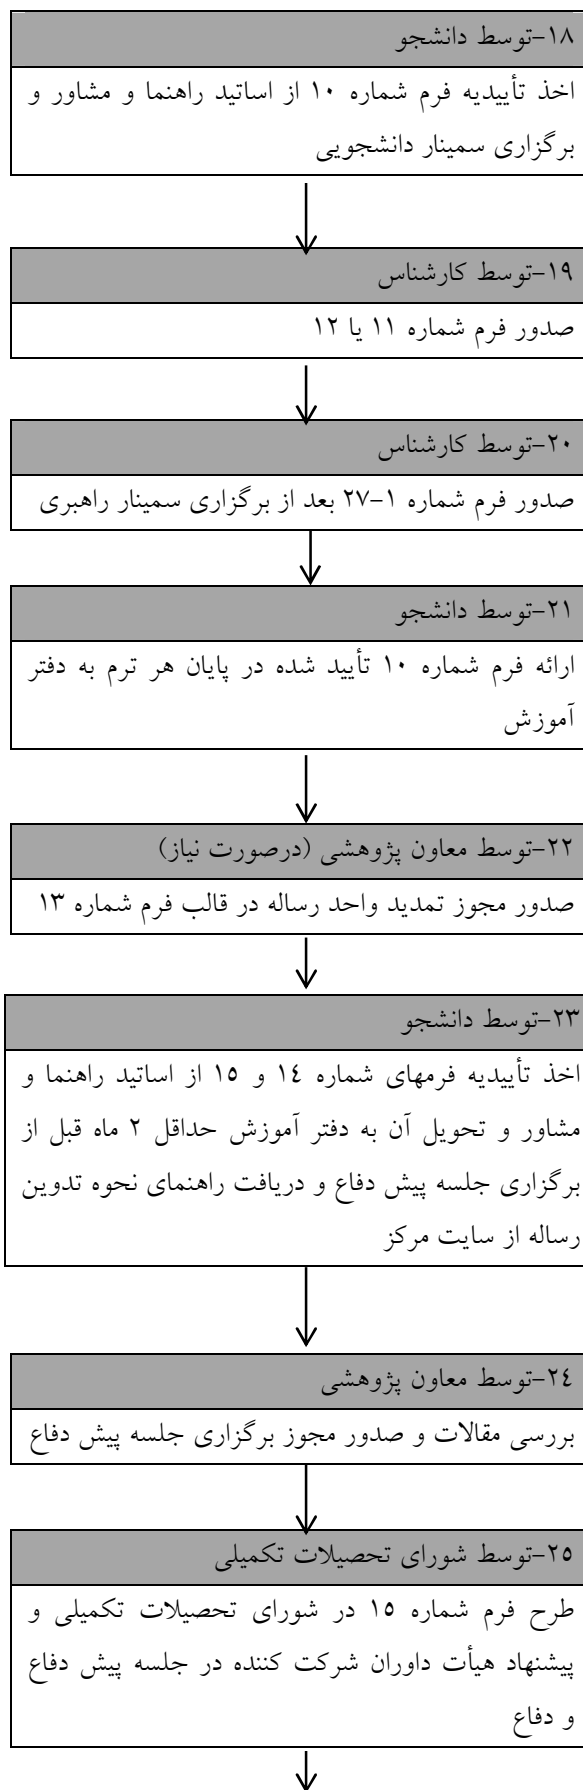 ۱۸-توسط دانشجو
اخذ تأییدیه فرم شماره ۱۰ از اساتید راهنما و مشاور و
برگزاری سمینار دانشجویی
۱۹-توسط کارشناس
صدور فرم شماره ۱۱ یا ۱۲
۲۰-توسط کارشناس
صدور فرم شماره ۱-۲۷ بعد از برگزاری سمینار راهبری
۲۱-توسط دانشجو
ارائه فرم شماره ۱۰ تأیید شده در پایان هر ترم به دفتر
آموزش
۲۲-توسط معاون پژوهشی (درصورت نیاز)
صدور مجوز تمدید واحد رساله در قالب فرم شماره ۱۳
۲۳-توسط دانشجو
اخذ تأییدیه فرمهای شماره ۱٤ و ۱٥ از اساتید راهنما و
مشاور و تحویل آن به دفتر آموزش حداقل ۲ ماه قبل از
برگزاری جلسه پیش دفاع و دریافت راهنمای نحوه تدوین
رساله از سایت مرکز
۲٤-توسط معاون پژوهشی
بررسی مقالات و صدور مجوز برگزاری جلسه پیش دفاع
۲٥-توسط شورای تحصیلات تکمیلی
طرح فرم شماره ۱٥ در شورای تحصیلات تکمیلی و
پیشنهاد هیأت داوران شرکت کننده در جلسه پیش دفاع
و دفاع